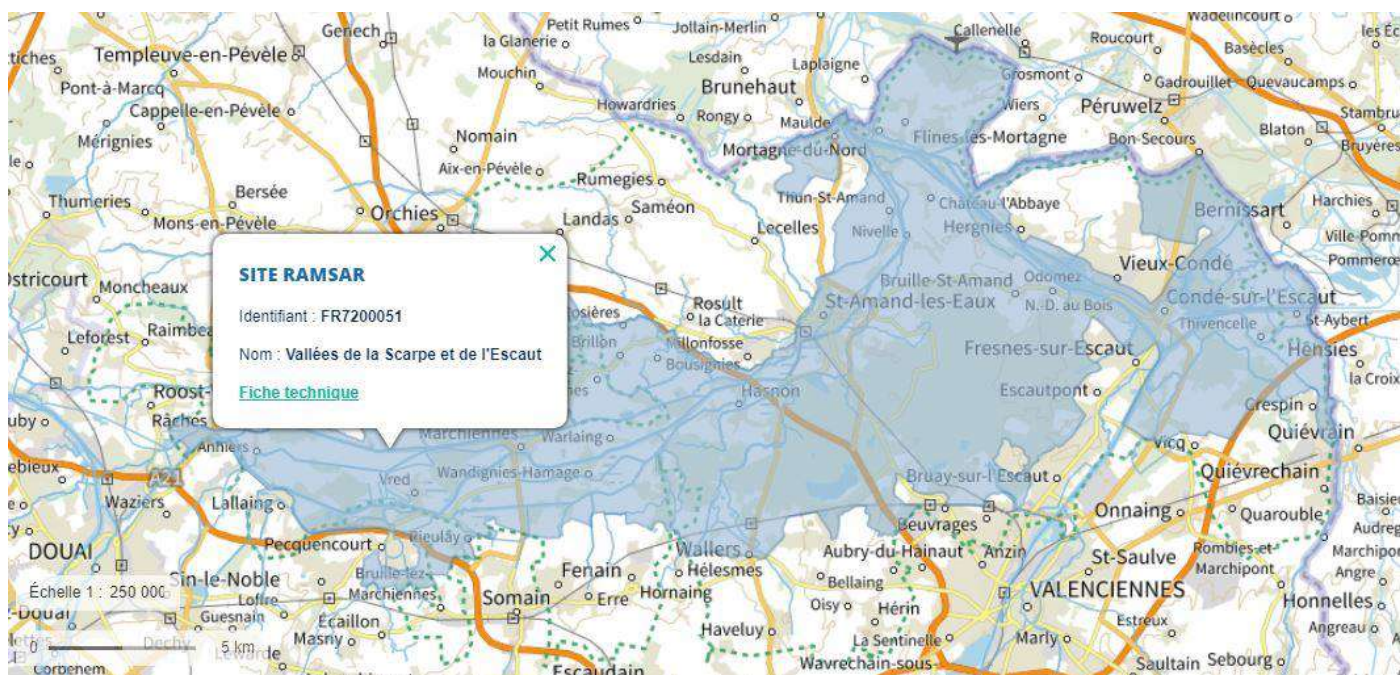 Petit Rumes
Jollain-Merlin
Callenelle
Wadelincourt
Genech
la Glanerie
Lesdain
Laplaigne
Roucourt
Basècles
Templeuve-en-Pévèle
Mouchin
Brunehaut
Grosmont
Gadrouillet
Quevaucamps
Pont-à-Marcq
Cappelle-en-Pévèle
Howardries
Rongy
Maulde
Wiers
Péruwelz
Mérignies
Nomain
Mortagne-du-Nord
Flines-lès-Mortagne
Bon-Secours
Blaton
Aix-en-Pévèle
Rumegies
Thumeries
Bersée
Thun-St-Amand
Château-l'Abbaye
Harchies
Mons-en-Pévèle
Orchies
Landas
Saméon
Lecelles
Nivelle
Hergnies
Bernissart
SITE RAMSAR
Identifiant : FR7200051
Nom : Vallées de la Scarpe et de l'Escaut
Fiche technique
Ostricourt
Moncheaux
Vieux-Condé
Bruille-St-Amand
Odomez
Rosult
la Caterie
St-Amand-les-Eaux
N. D. au Bois
Condé-sur-l'Escaut
Thivencelle
St-Aybert
Leforest
Brillon
Millonfosse
Bousignies
Fresnes-sur-Escaut
Hensies
Hasnon
Escautpont
la Croix
Râches
Crespin
Quiévrain
Anhiers
Marchiennes
Warlaing
Vicq
A21
Vred
Wandignies-Hamage
Bruay-sur-l'Escaut
Quiévrechain
Waziers
Lallaing
Onnaing
Quarouble
DOUAI
Pecquencourt
Rieulay
Wallers
Beuvrages
Aubry-du-Hainaut
Anzin
St-Saulve
Rombies-et-
Marchipont
Échelle 1 : 250 000
Sin-le-Noble
Bruille-lez-
Marchiennes
Fenain
Hélesmes
Bellaing
VALENCIENNES
Angre
Loffre
Guesnain
Somain
Erre
Hornaing
Oisy
Hérin
Honnelles
Écaillon
Masny
Haveluy
La Sentinelle
Marly
Estreux
Angreau
0
5 km
Dechy
Lewarde
Escaudain
Wavrechain-sous-
Saultain
Sebourg